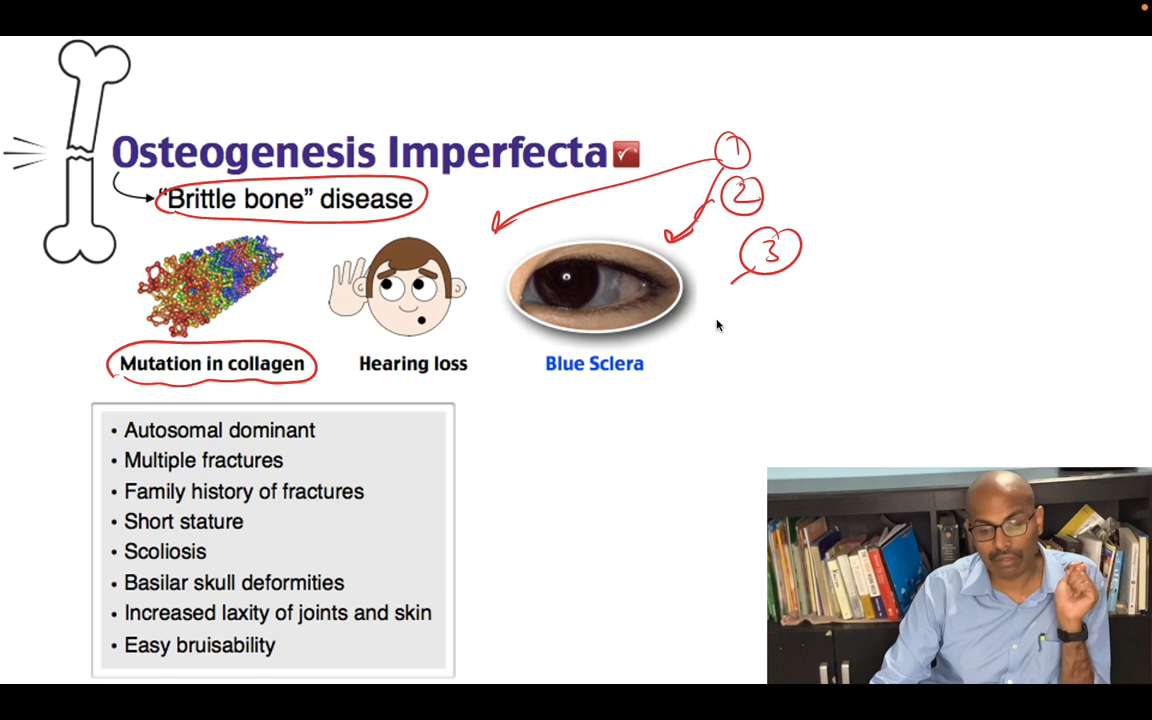 Osteogenesis Imperfecta
"Brittle bone" disease
1
2
3
Mutation in collagen
Hearing loss
Blue Sclera
• Autosomal dominant
• Multiple fractures
• Family history of fractures
• Short stature
• Scoliosis
• Basilar skull deformities
• Increased laxity of joints and skin
• Easy bruisability